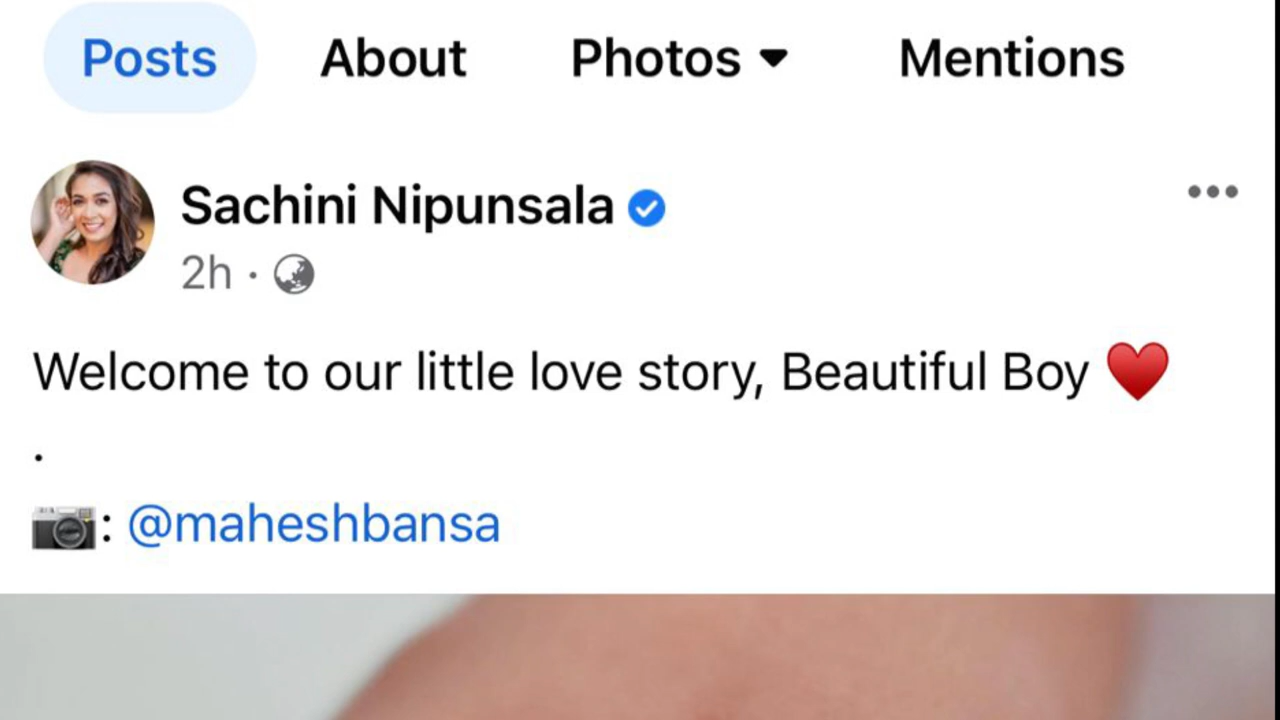 Posts About Photos Mentions
Sachini Nipunsala
2h ·
Welcome to our little love story, Beautiful Boy ♥️
.
📷: @maheshbansa